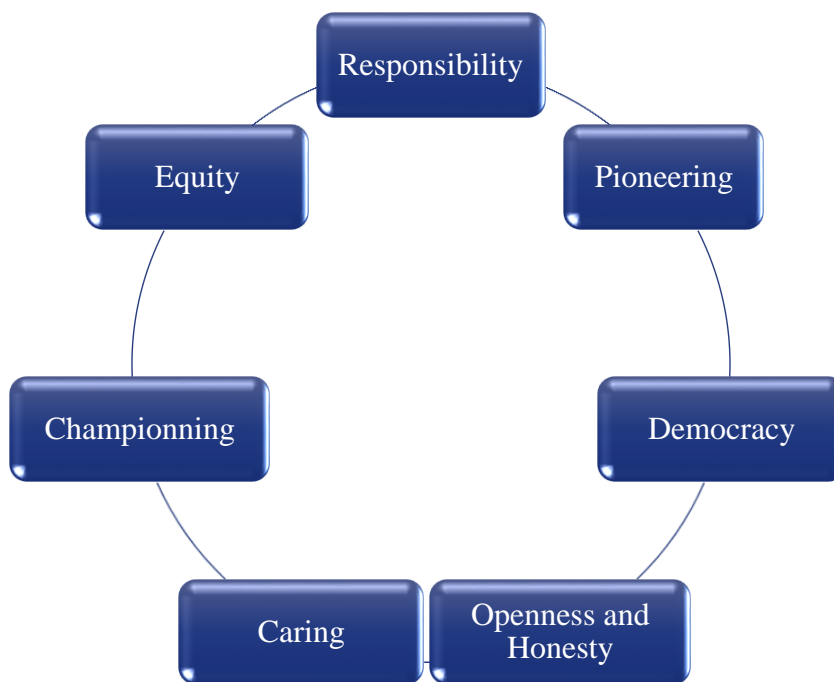 Responsibility
Pioneering
Democracy
Openness and
Honesty
Caring
Championning
Equity